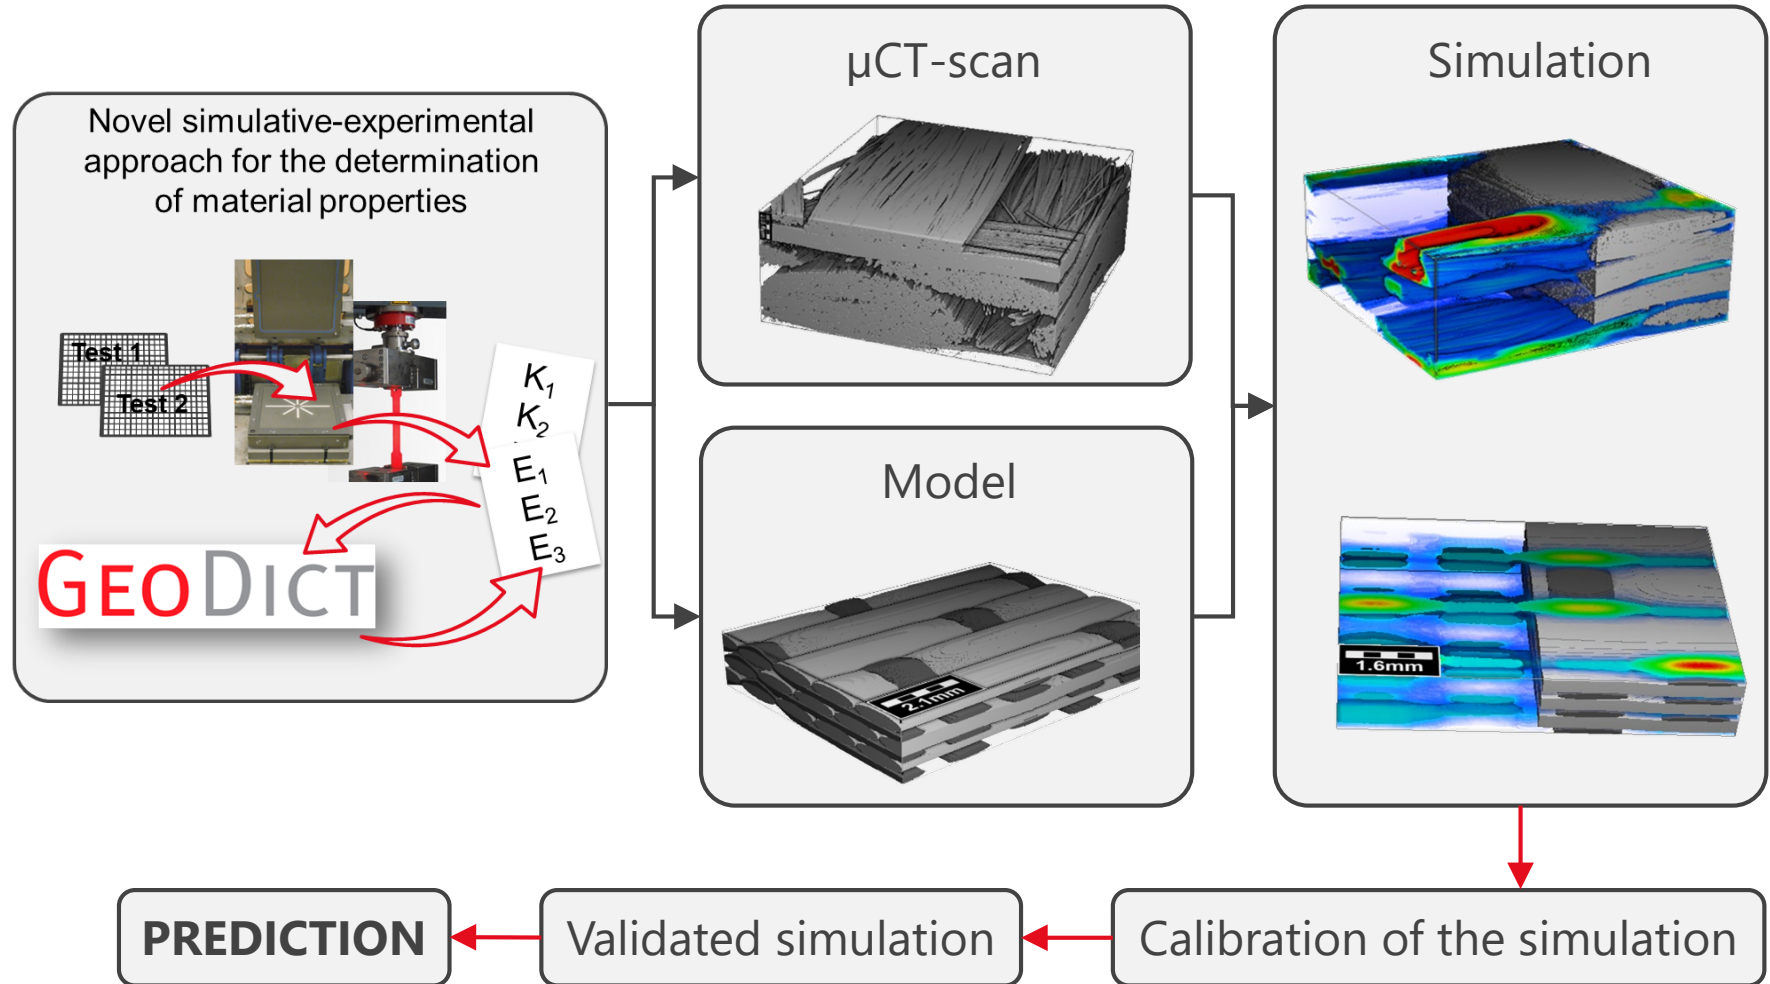 Novel simulative-experimental
approach for the determination
of material properties
Test 1
Test 2
K1
K2
E1
E2
E3
GEODICT
µCT-scan
Model
2.1mm
Simulation
1.6mm
PREDICTION
Validated simulation
Calibration of the simulation